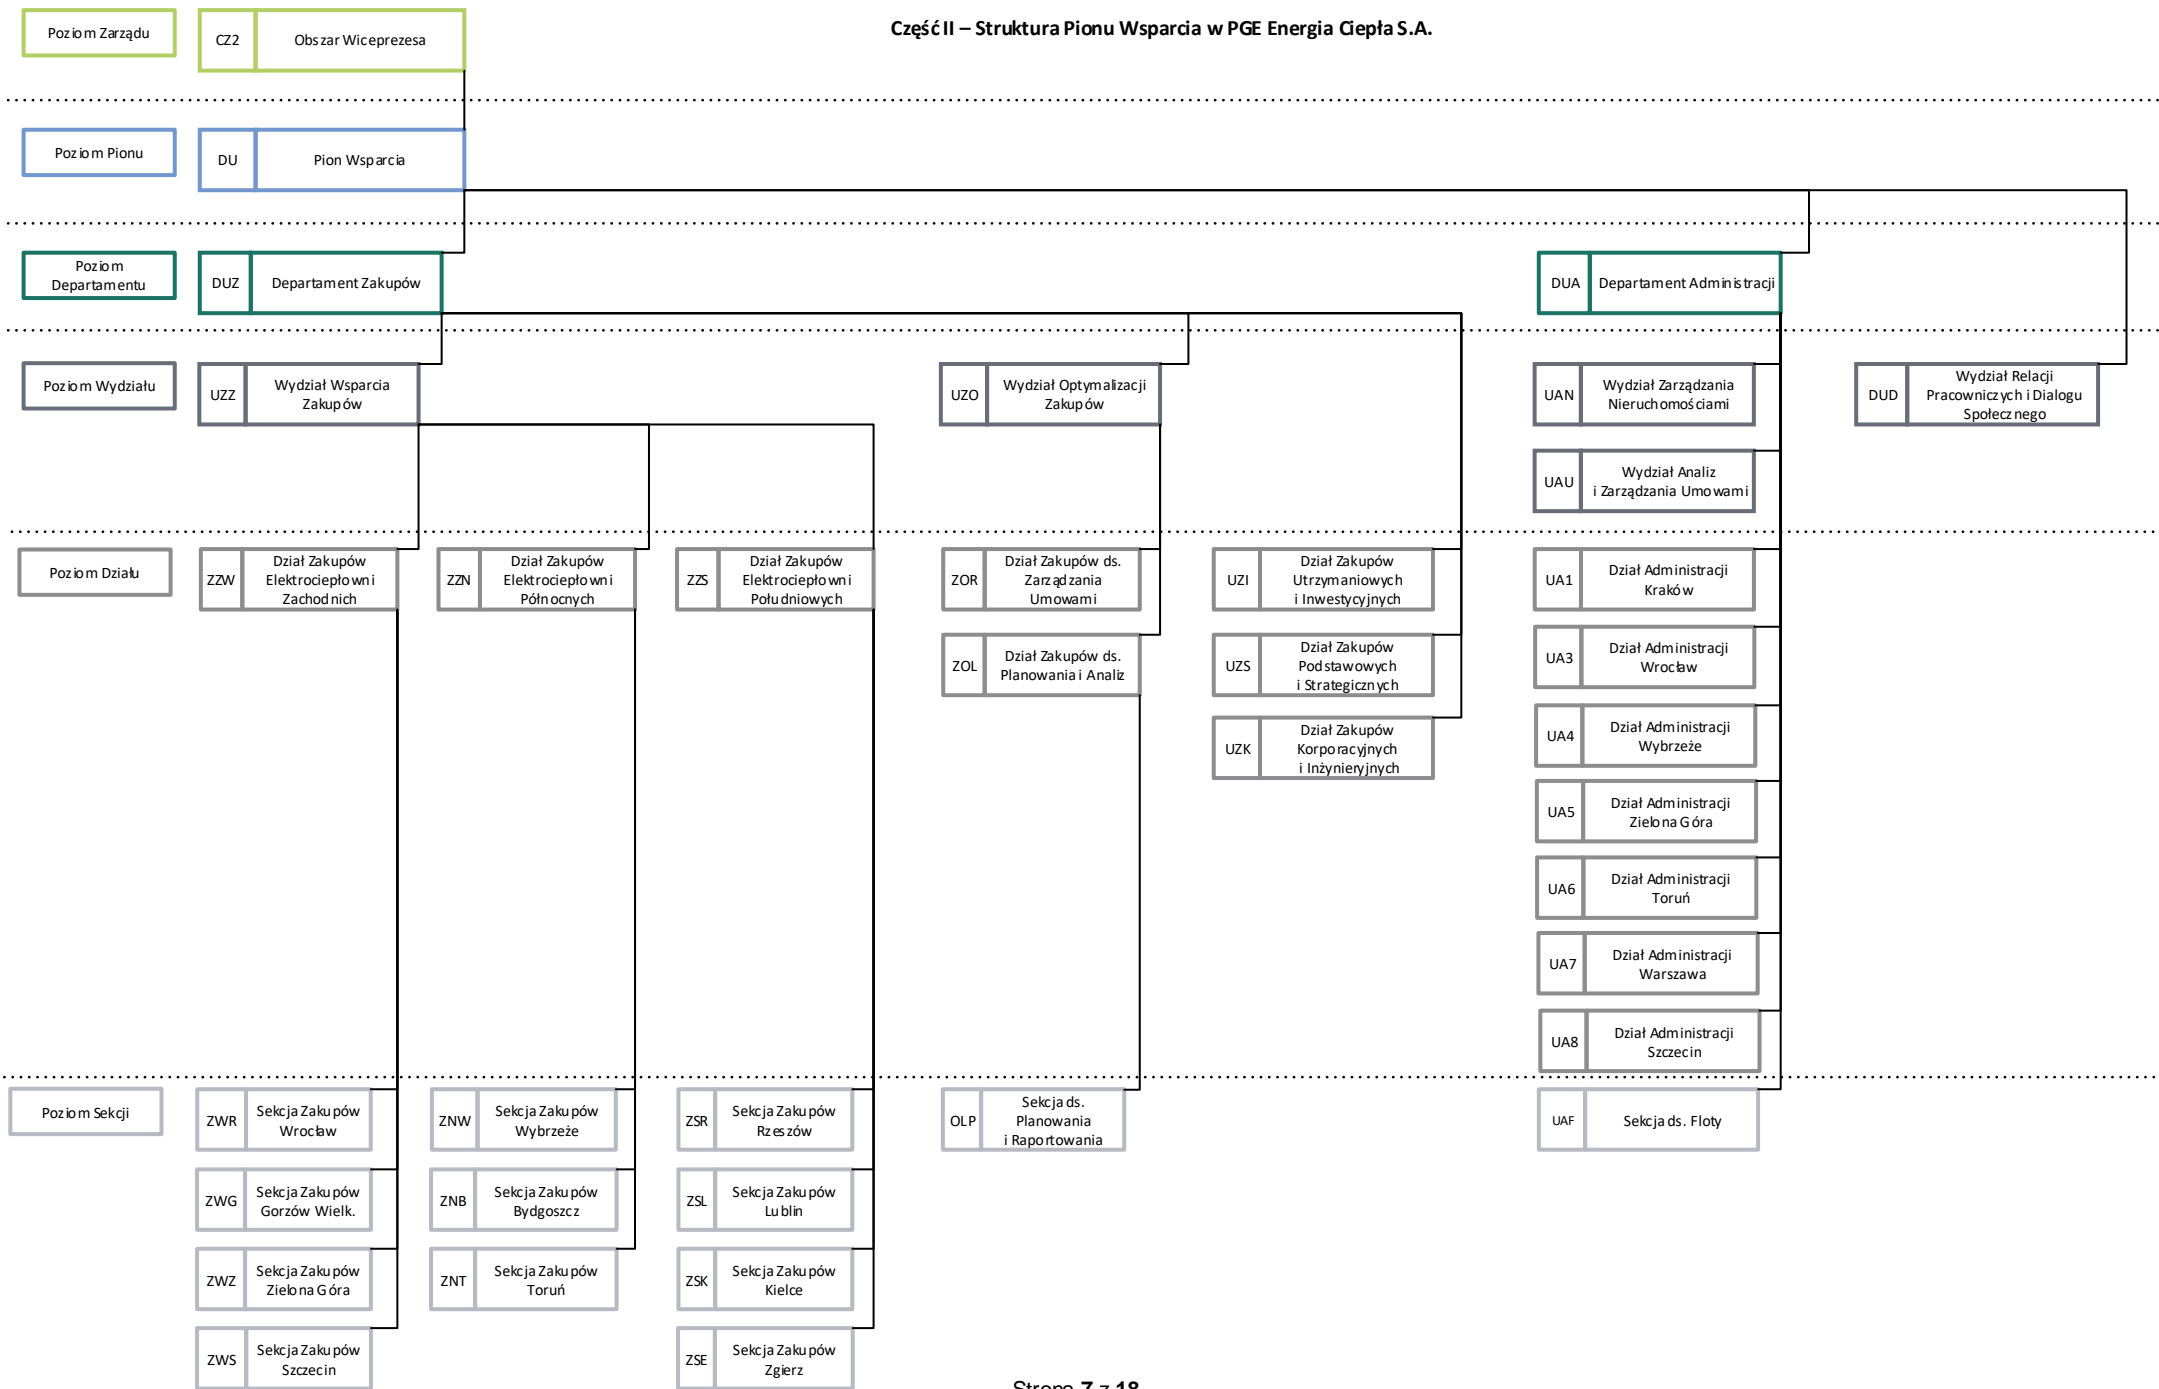 Część II – Struktura Pionu Wsparcia w PGE Energia Ciepła S.A.
Poziom Zarządu
CZ2
Obszar Wiceprezesa
Poziom Pionu
DU
Pion Wsparcia
Poziom
Departamentu
DUZ
Departament Zakupów
DUA
Departament Administracji
Poziom Wydziału
UZZ
Wydział Wsparcia
Zakupów
UZO
Wydział Optymalizacji
Zakupów
UAN
Wydział Zarządzania
Nieruchomościami
DUD
Wydział Relacji
Pracowniczych i Dialogu
Społecznego
UAU
Wydział Analiz
i Zarządzania Umowami
Poziom Działu
ZZW
Dział Zakupów
Elektrociepłowni
Zachodnich
ZZN
Dział Zakupów
Elektrociepłowni
Północnych
ZZS
Dział Zakupów
Elektrociepłowni
Południowych
ZOR
Dział Zakupów ds.
Zarządzania
Umowami
UZI
Dział Zakupów
Utrzymaniowych
i Inwestycyjnych
UA1
Dział Administracji
Kraków
ZOL
Dział Zakupów ds.
Planowania i Analiz
UZS
Dział Zakupów
Podstawowych
i Strategicznych
UA3
Dział Administracji
Wrocław
UZK
Dział Zakupów
Korporacyjnych
i Inżynieryjnych
UA4
Dział Administracji
Wybrzeże
UA5
Dział Administracji
Zielona Góra
UA6
Dział Administracji
Toruń
UA7
Dział Administracji
Warszawa
UA8
Dział Administracji
Szczecin
Poziom Sekcji
ZWR
Sekcja Zakupów
Wrocław
ZNW
Sekcja Zakupów
Wybrzeże
ZSR
Sekcja Zakupów
Rzeszów
OLP
Sekcja ds.
Planowania
i Raportowania
UAF
Sekcja ds. Floty
ZWG
Sekcja Zakupów
Gorzów Wielk.
ZNB
Sekcja Zakupów
Bydgoszcz
ZSL
Sekcja Zakupów
Lublin
ZWZ
Sekcja Zakupów
Zielona Góra
ZNT
Sekcja Zakupów
Toruń
ZSK
Sekcja Zakupów
Kielce
ZWS
Sekcja Zakupów
Szczecin
ZSE
Sekcja Zakupów
Zgierz
Strona 7 z 18